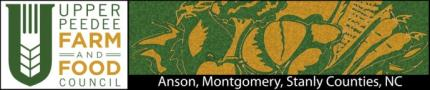 UPPER
PEEDEE
FARM
AND
FOOD
COUNCIL
Anson, Montgomery, Stanly Counties, NC